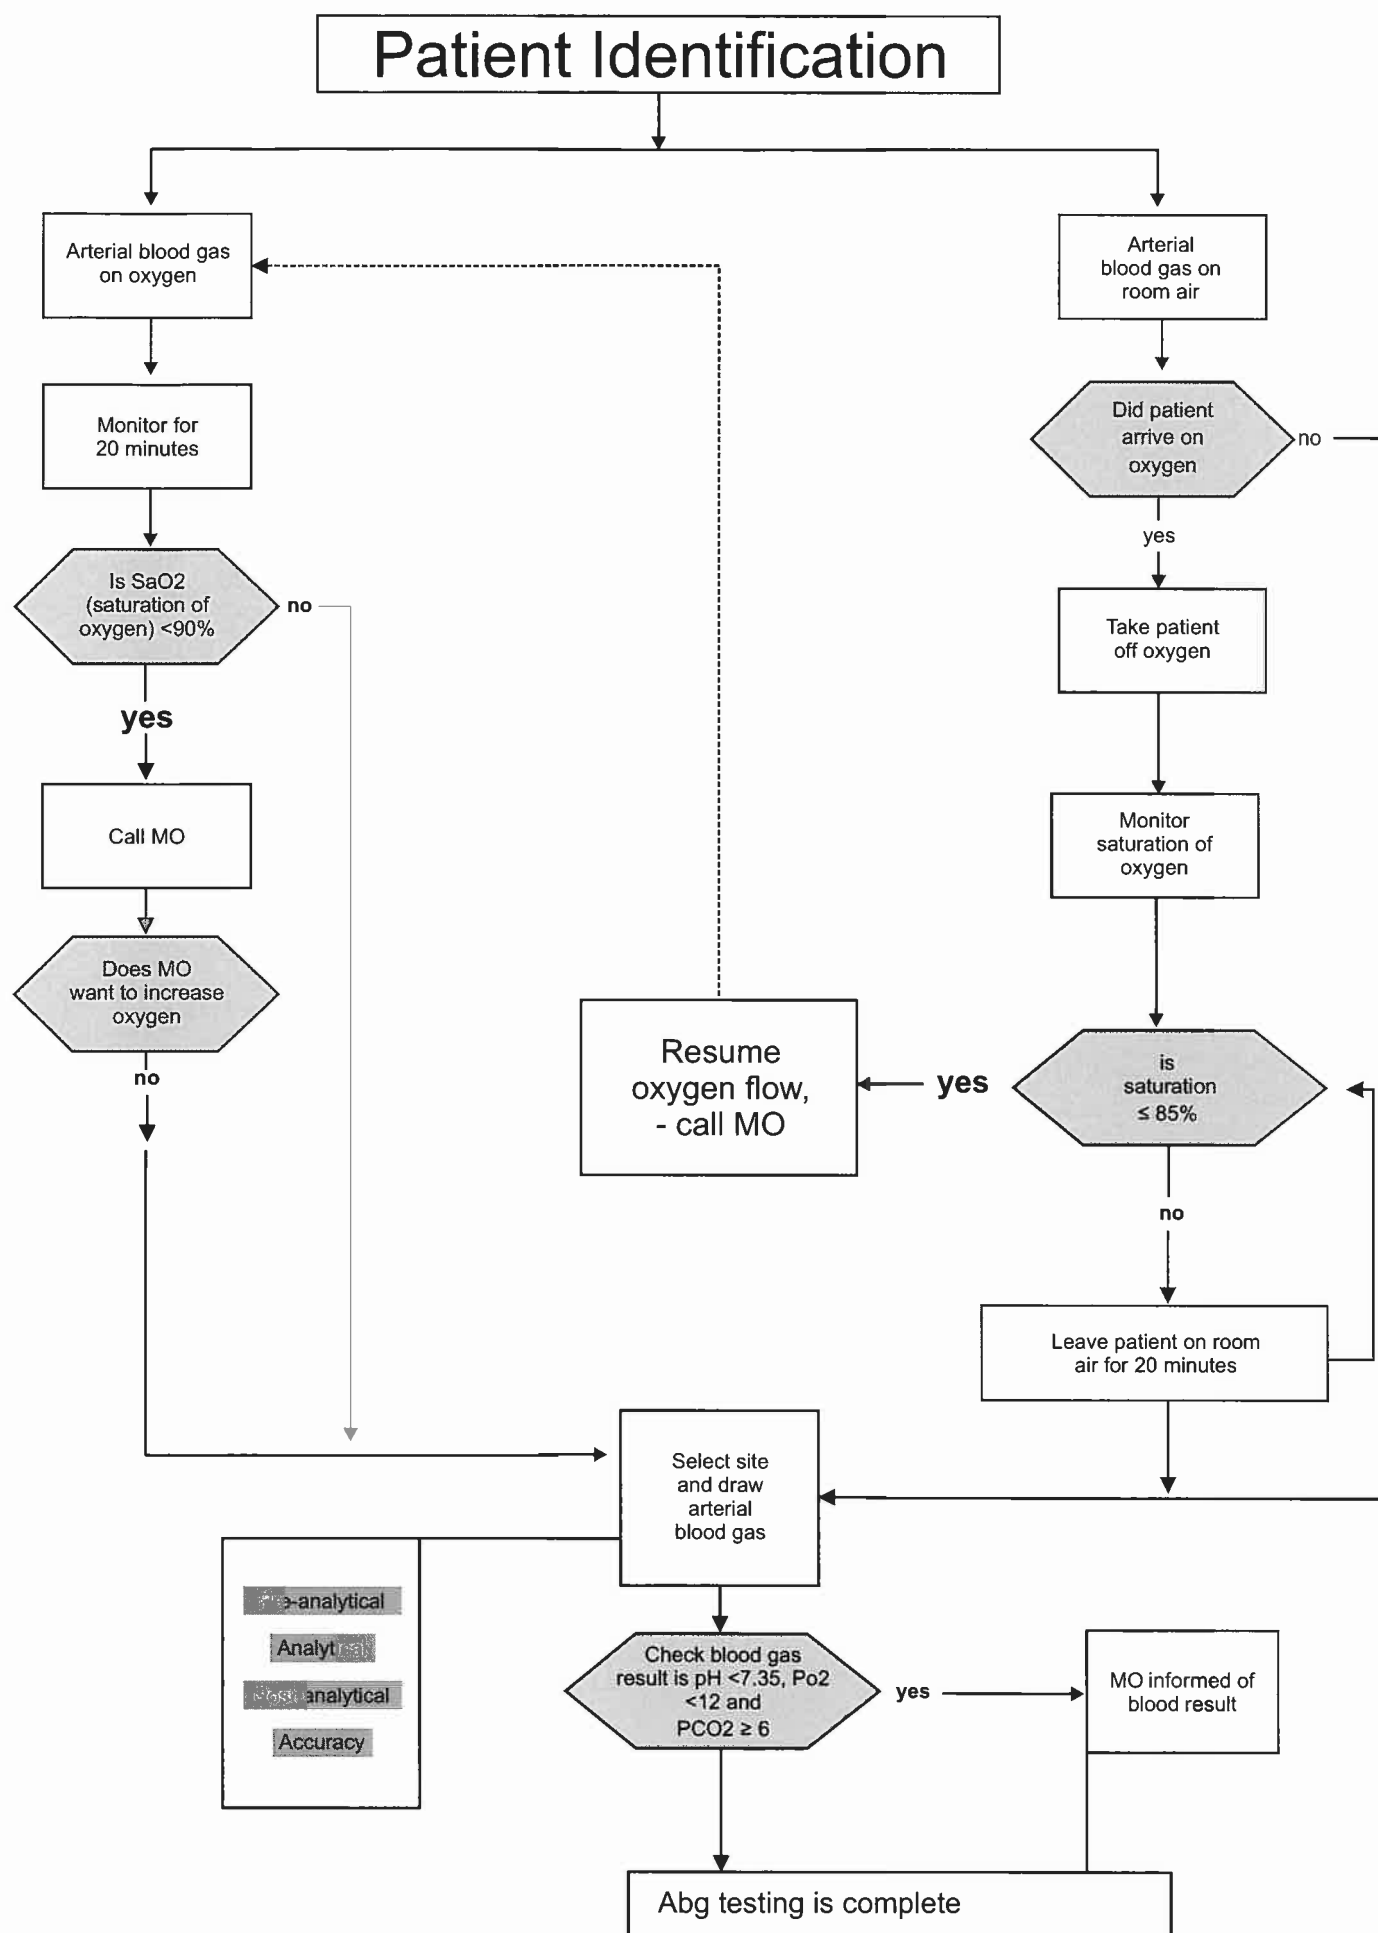 Patient Identification
Arterial blood gas
on oxygen
Arterial
blood gas on
room air
Monitor for
20 minutes
Did patient
arrive on
oxygen
no
yes
Is SaO2
(saturation of
oxygen) <90%
no
yes
Take patient
off oxygen
Call MO
Monitor
saturation of
oxygen
Does MO
want to increase
oxygen
no
Resume
oxygen flow,
- call MO
yes
is
saturation
≤ 85%
no
Leave patient on room
air for 20 minutes
Select site
and draw
arterial
blood gas
Pre-analytical
Analytical
Post-analytical
Accuracy
Check blood gas
result is pH <7.35, Po2
<12 and
PCO2 ≥ 6
yes
MO informed of
blood result
Abg testing is complete